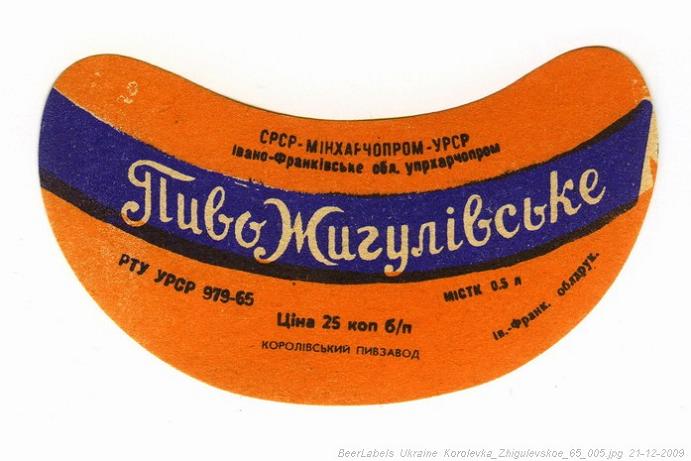 СРСР-МІНХАРЧОПРОМ-УРСР
Івано-Франківське обл. упрхарчопром
Пиво Жигулівське
РТУ УРСР 979-65
МІСТК 0.5 л
Ціна 25 коп б/п
ів.-Франк. облдрук.
КОРОЛІВСЬКИЙ ПИВЗАВОД
BeerLabels Ukraine Korolevka_Zhigulevskoe_65_005.jpg 21-12-2009